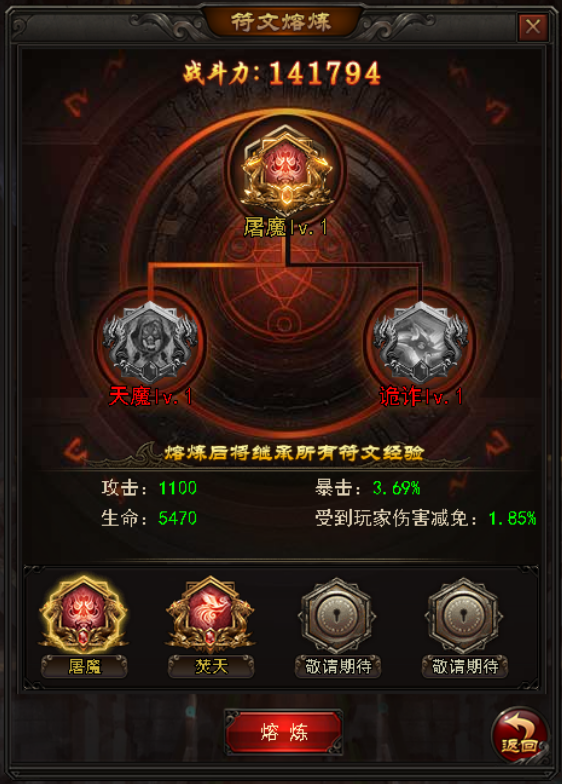 符文熔炼
战斗力：141794
屠魔lv.1
天魔lv.1
诡诈lv.1
熔炼后将继承所有符文经验
攻击：1100
暴击：3.69%
生命：5470
受到玩家伤害减免：1.85%
屠魔
焚天
敬请期待
敬请期待
熔炼
返回